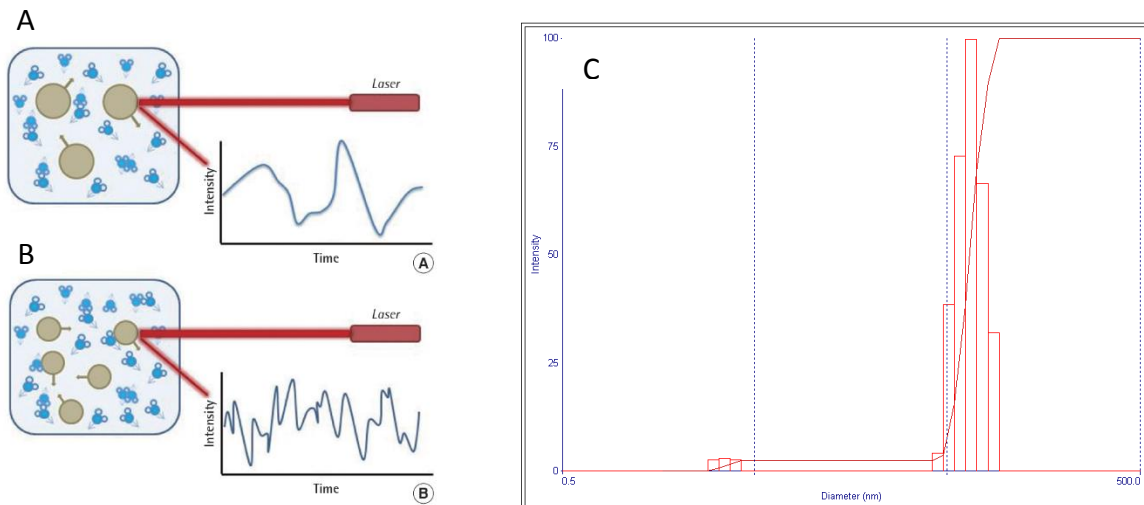 A
Laser
Intensity
Time
A
B
Laser
Intensity
Time
B
C
100
75
50
25
0
Intensity
0.5
Diameter (nm)
500.0